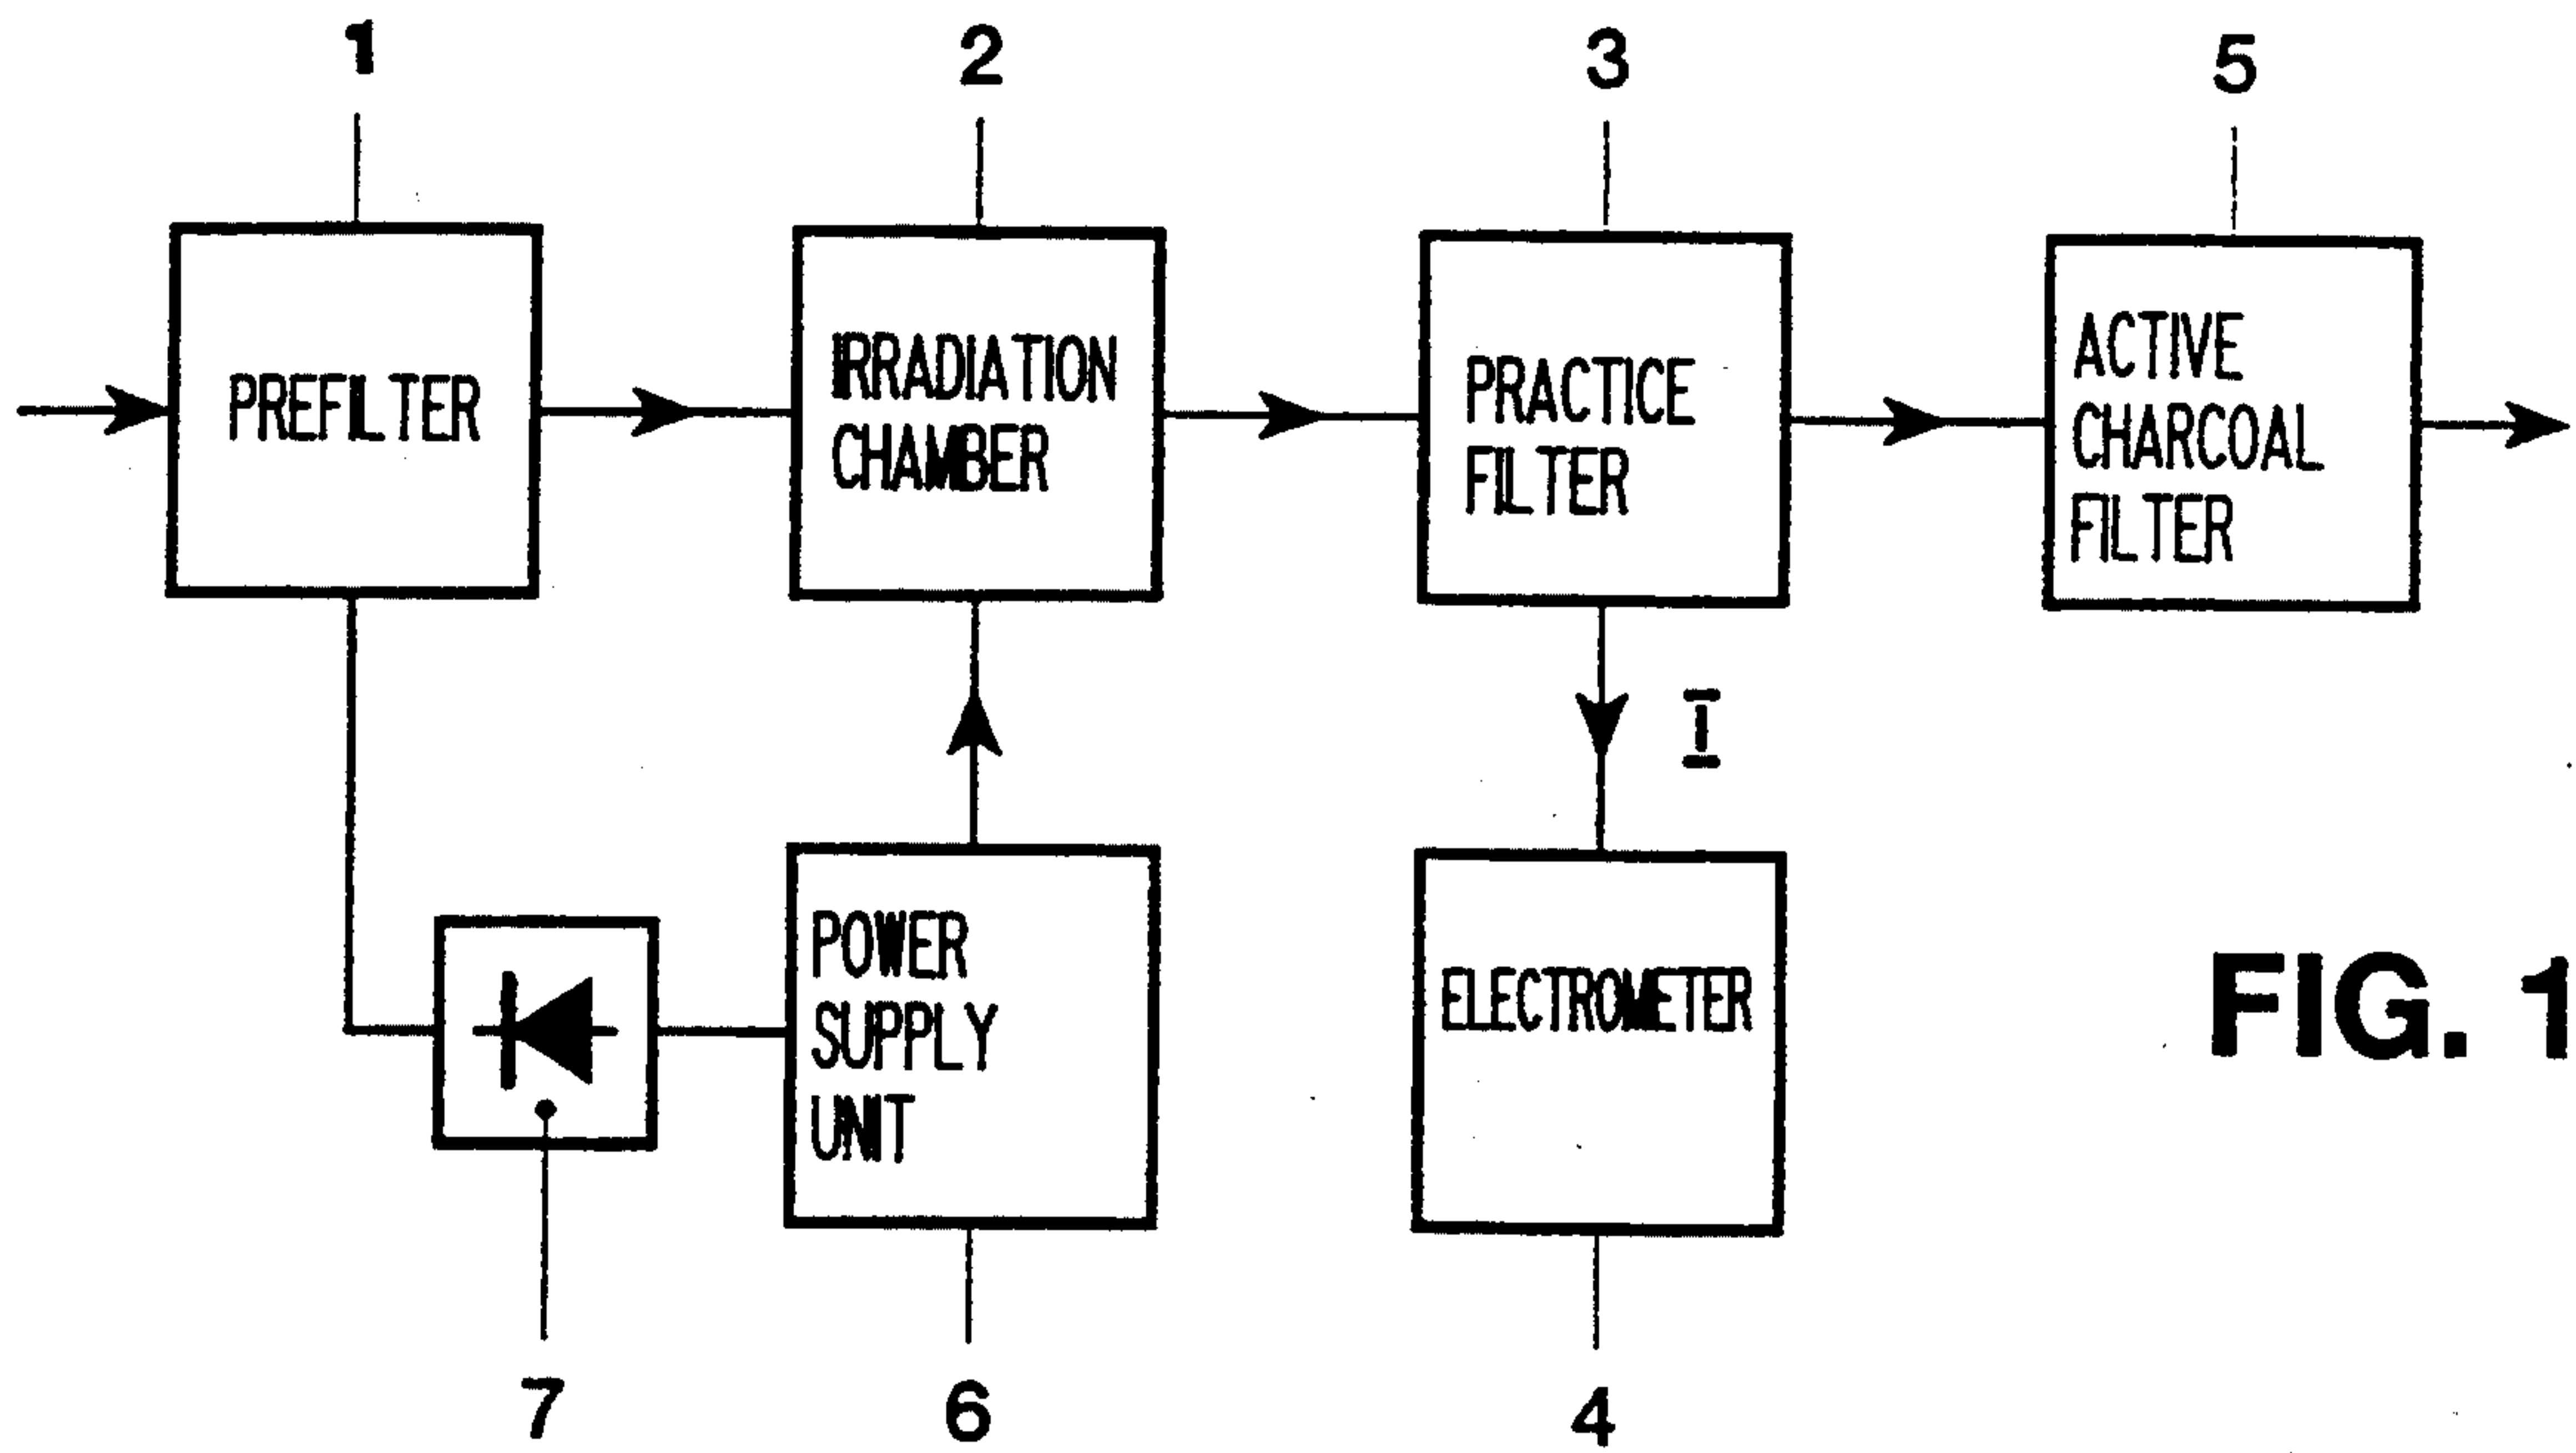 1
2
3
5
PREFILTER
IRRADIATION
CHAMBER
PRACTICE
FILTER
ACTIVE
CHARCOAL
FILTER
I
POWER
SUPPLY
UNIT
ELECTROMETER
FIG. 1
7
6
4